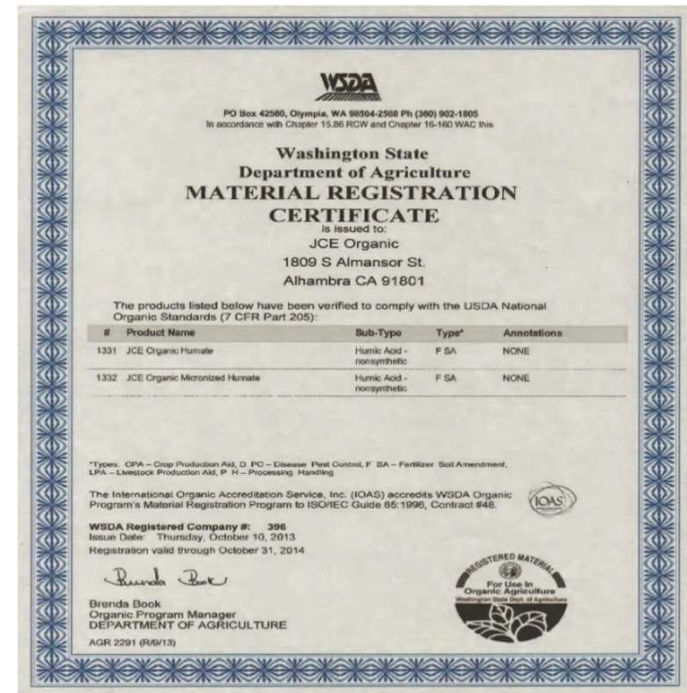 WSDA
PO Box 42560, Olympia, WA 98504-2560 Ph (360) 902-1805
In accordance with Chapter 15.86 RCW and Chapter 16-160 WAC this
Washington State
Department of Agriculture
MATERIAL REGISTRATION
CERTIFICATE
is issued to:
JCE Organic
1809 S Almansor St.
Alhambra CA 91801
The products listed below have been verified to comply with the USDA National
Organic Standards (7 CFR Part 205):
# Product Name Sub-Type Type* Annotations
1331 JCE Organic Humate Humic Acid - F SA NONE
nonsynthetic
1332 JCE Organic Micronized Humate Humic Acid - F SA NONE
nonsynthetic
*Types: CPA – Crop Production Aid, D PC – Disease Pest Control, F SA – Fertilizer Soil Amendment,
LPA – Livestock Production Aid, P H – Processing Handling
The International Organic Accreditation Service, Inc. (IOAS) accredits WSDA Organic
Program's Material Registration Program to ISO/IEC Guide 65:1996, Contract #46.
IOAS
WSDA Registered Company #: 396
Issue Date: Thursday, October 10, 2013
Registration valid through October 31, 2014
Brenda Book
Brenda Book
Organic Program Manager
DEPARTMENT OF AGRICULTURE
AGR 2291 (R/9/13)
REGISTERED MATERIAL
For Use In
Organic Agriculture
Washington State Dept. of Agriculture